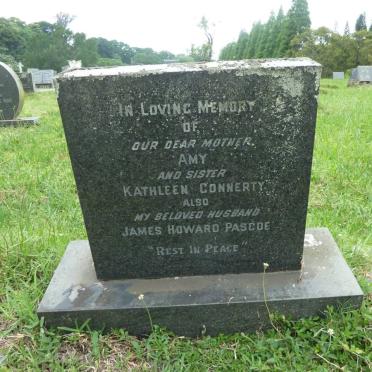 IN LOVING MEMORY
OF
OUR DEAR MOTHER
AMY
AND SISTER
KATHLEEN CONNERTY
ALSO
MY BELOVED HUSBAND
JAMES HOWARD PASCOE
"REST IN PEACE"